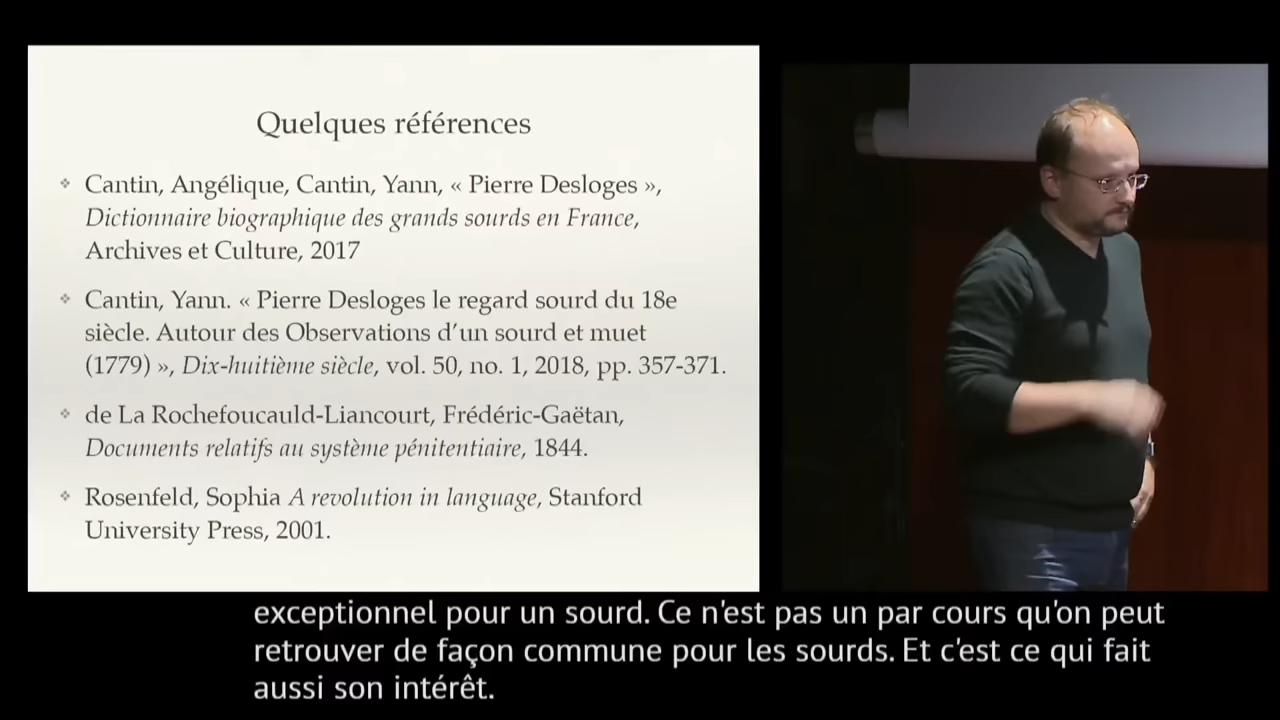 Quelques références
❖ Cantin, Angélique, Cantin, Yann, « Pierre Desloges »,
Dictionnaire biographique des grands sourds en France,
Archives et Culture, 2017
❖ Cantin, Yann. « Pierre Desloges le regard sourd du 18e
siècle. Autour des Observations d’un sourd et muet
(1779) », Dix-huitième siècle, vol. 50, no. 1, 2018, pp. 357-371.
❖ de La Rochefoucauld-Liancourt, Frédéric-Gaëtan,
Documents relatifs au système pénitentiaire, 1844.
❖ Rosenfeld, Sophia A revolution in language, Stanford
University Press, 2001.
exceptionnel pour un sourd. Ce n'est pas un par cours qu'on peut
retrouver de façon commune pour les sourds. Et c'est ce qui fait
aussi son intérêt.